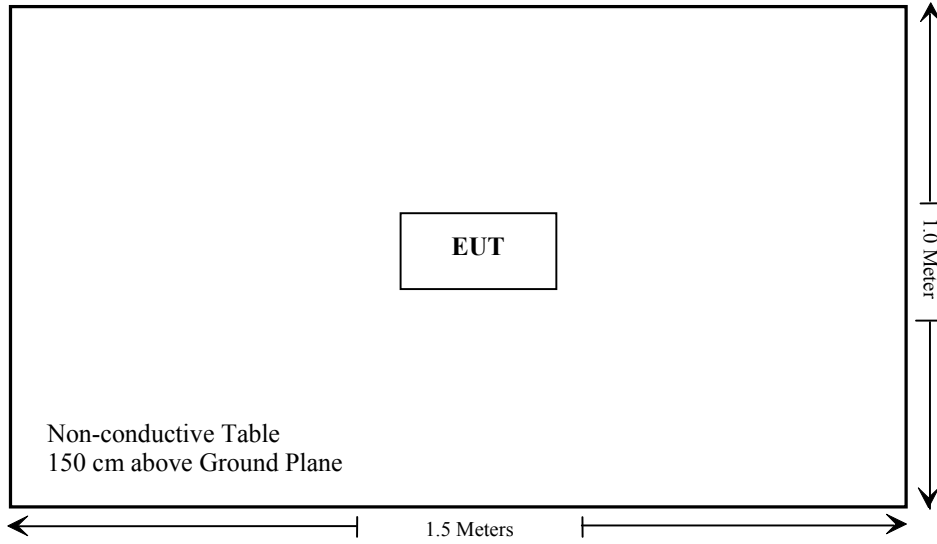 EUT
1.0 Meter
Non-conductive Table
150 cm above Ground Plane
1.5 Meters